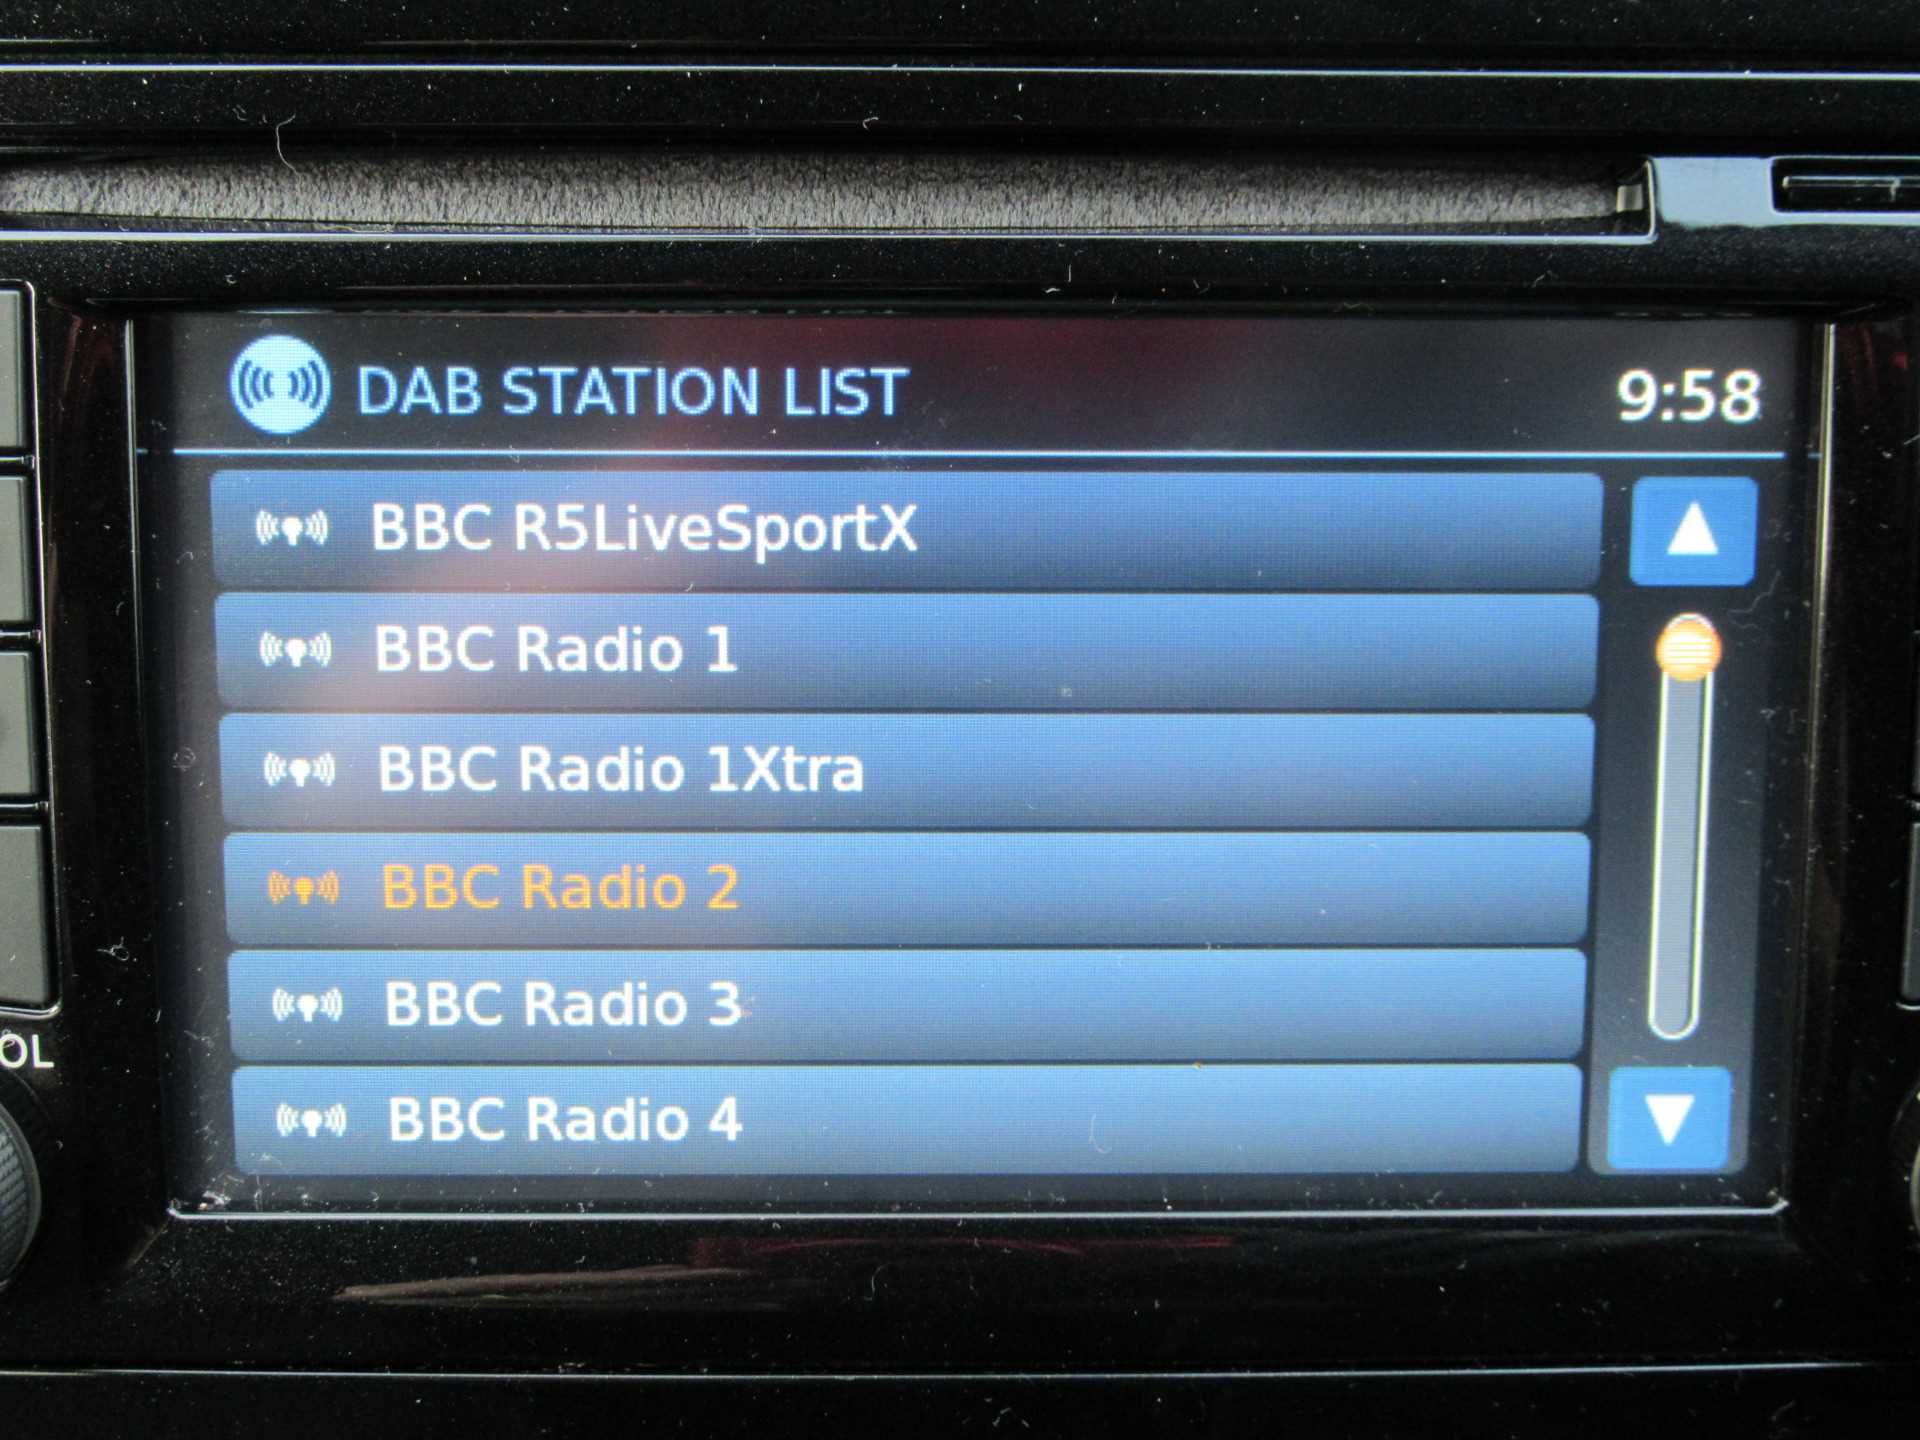 DAB STATION LIST
9:58
BBC R5LiveSportX
BBC Radio 1
BBC Radio 1Xtra
BBC Radio 2
BBC Radio 3
BBC Radio 4
OL